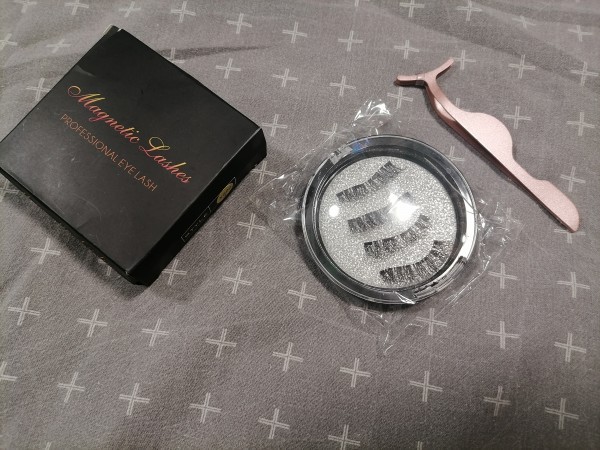 Magnetic Lashes
PROFESSIONAL EYE LASH